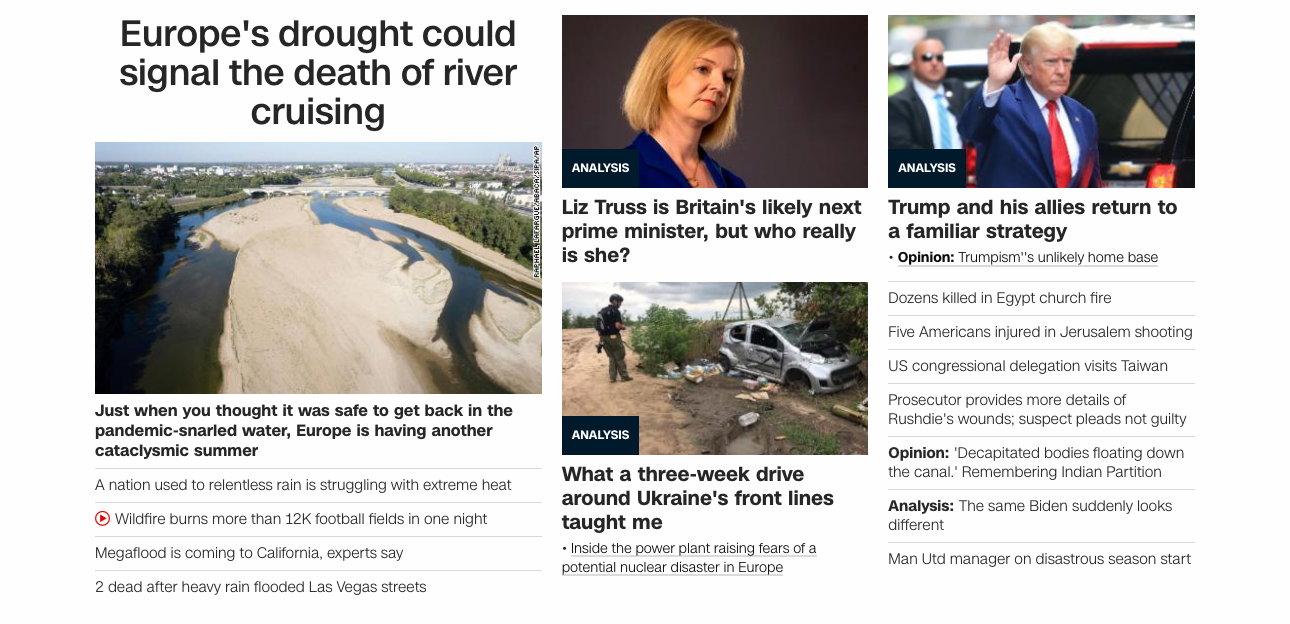 Europe's drought could
signal the death of river
cruising
RAPHAEL LAFARGUE/ABACA/SIPA/AP
Just when you thought it was safe to get back in the
pandemic-snarled water, Europe is having another
cataclysmic summer
A nation used to relentless rain is struggling with extreme heat
Wildfire burns more than 12K football fields in one night
Megaflood is coming to California, experts say
2 dead after heavy rain flooded Las Vegas streets
ANALYSIS
Liz Truss is Britain's likely next
prime minister, but who really
is she?
ANALYSIS
What a three-week drive
around Ukraine's front lines
taught me
• Inside the power plant raising fears of a
potential nuclear disaster in Europe
ANALYSIS
Trump and his allies return to
a familiar strategy
• Opinion: Trumpism''s unlikely home base
Dozens killed in Egypt church fire
Five Americans injured in Jerusalem shooting
US congressional delegation visits Taiwan
Prosecutor provides more details of
Rushdie's wounds; suspect pleads not guilty
Opinion: 'Decapitated bodies floating down
the canal.' Remembering Indian Partition
Analysis: The same Biden suddenly looks
different
Man Utd manager on disastrous season start